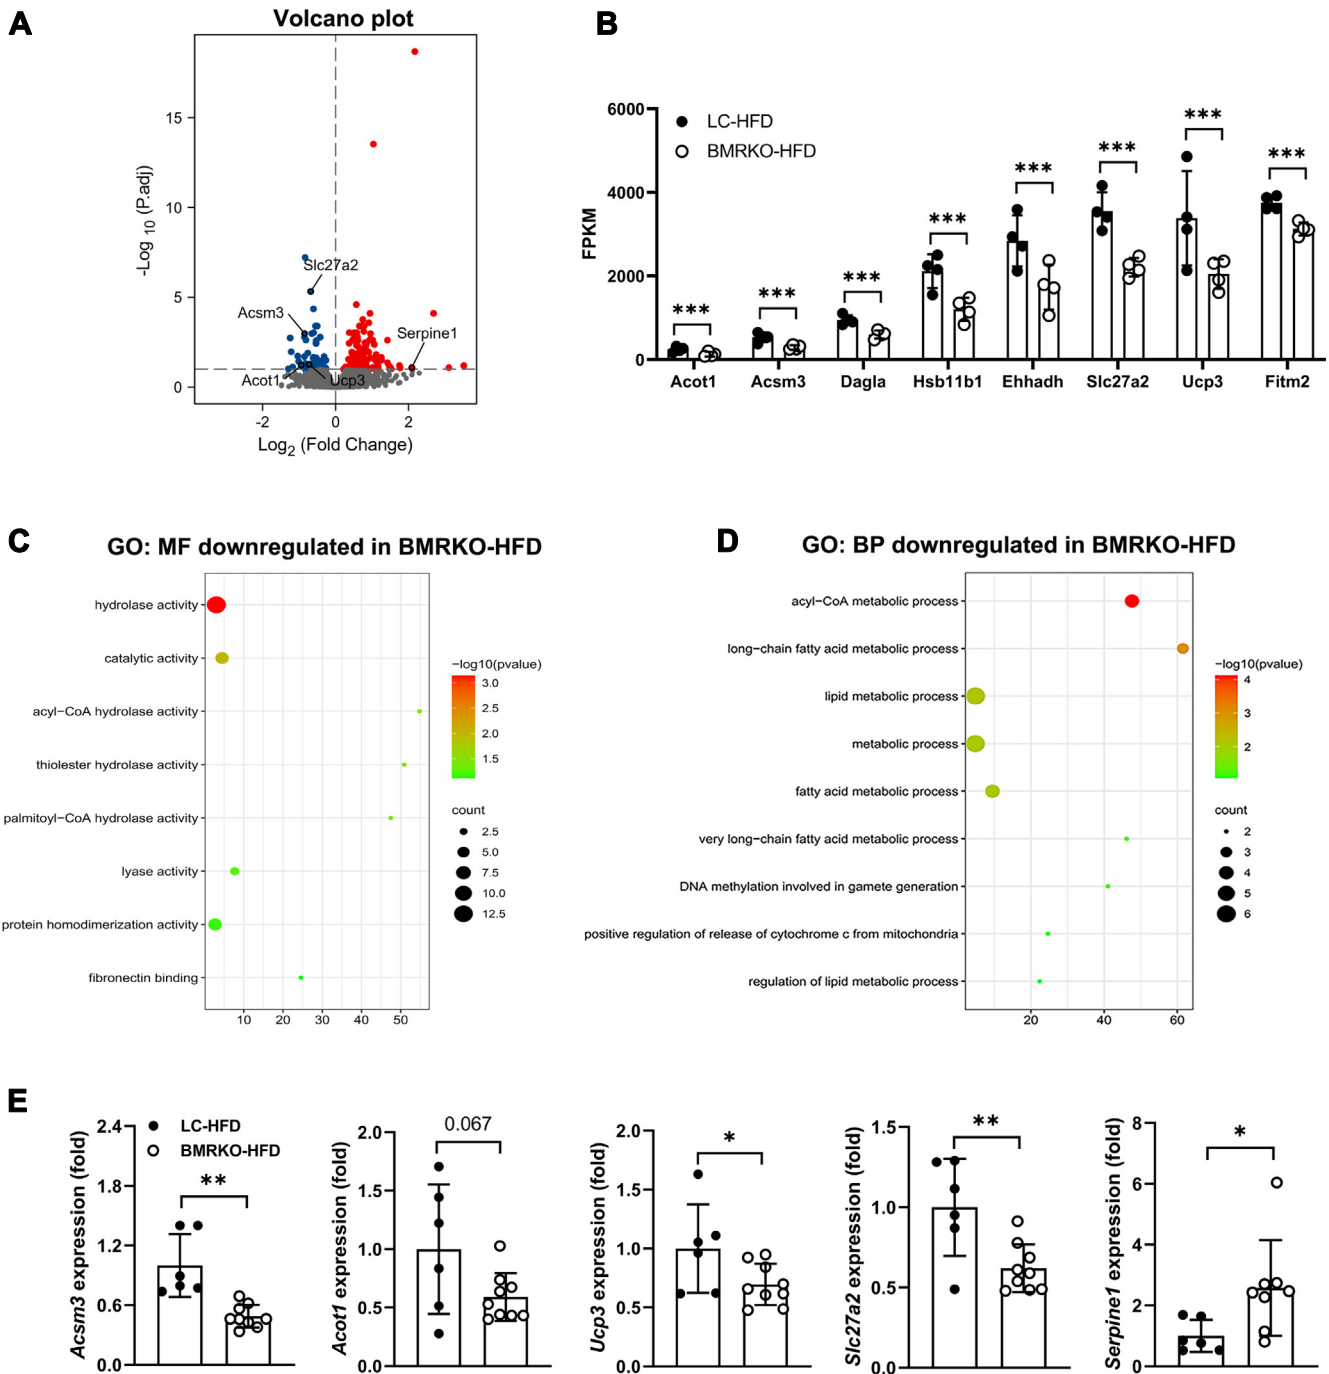 A
Volcano plot
-Log 10 (P.adj)
15
10
5
0
Slc27a2
Acsm3
Serpine1
Acot1
Ucp3
-2
0
2
Log2 (Fold Change)
B
LC-HFD
BMRKO-HFD
FPKM
6000
4000
2000
0
***
***
***
***
***
***
***
***
Acot1
Acsm3
Dagla
Hsb11b1
Ehhadh
Slc27a2
Ucp3
Fitm2
C
GO: MF downregulated in BMRKO-HFD
hydrolase activity
catalytic activity
acyl−CoA hydrolase activity
thiolester hydrolase activity
palmitoyl−CoA hydrolase activity
lyase activity
protein homodimerization activity
fibronectin binding
10
20
30
40
50
−log10(pvalue)
3.0
2.5
2.0
1.5
count
2.5
5.0
7.5
10.0
12.5
D
GO: BP downregulated in BMRKO-HFD
acyl−CoA metabolic process
long−chain fatty acid metabolic process
lipid metabolic process
metabolic process
fatty acid metabolic process
very long−chain fatty acid metabolic process
DNA methylation involved in gamete generation
positive regulation of release of cytochrome c from mitochondria
regulation of lipid metabolic process
20
40
60
−log10(pvalue)
4
3
2
count
2
3
4
5
6
E
LC-HFD
BMRKO-HFD
Acsm3 expression (fold)
2.4
1.8
1.2
0.6
0.0
**
Acot1 expression (fold)
2.0
1.5
1.0
0.5
0.0
0.067
Ucp3 expression (fold)
2.0
1.5
1.0
0.5
0.0
*
Slc27a2 expression (fold)
1.5
1.0
0.5
0.0
**
Serpine1 expression (fold)
8
6
4
2
0
*